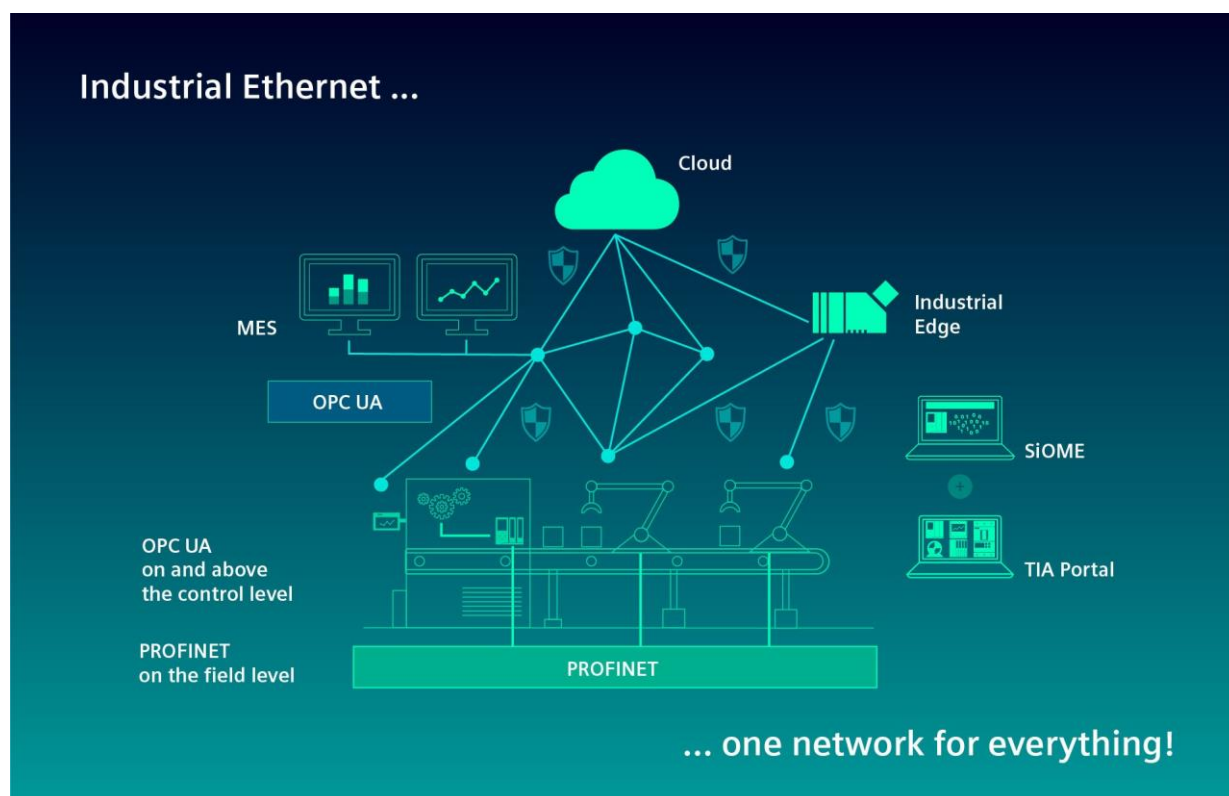 Industrial Ethernet ...
Cloud
Industrial
Edge
MES
OPC UA
SiOME
OPC UA
on and above
the control level
TIA Portal
PROFINET
on the field level
PROFINET
... one network for everything!